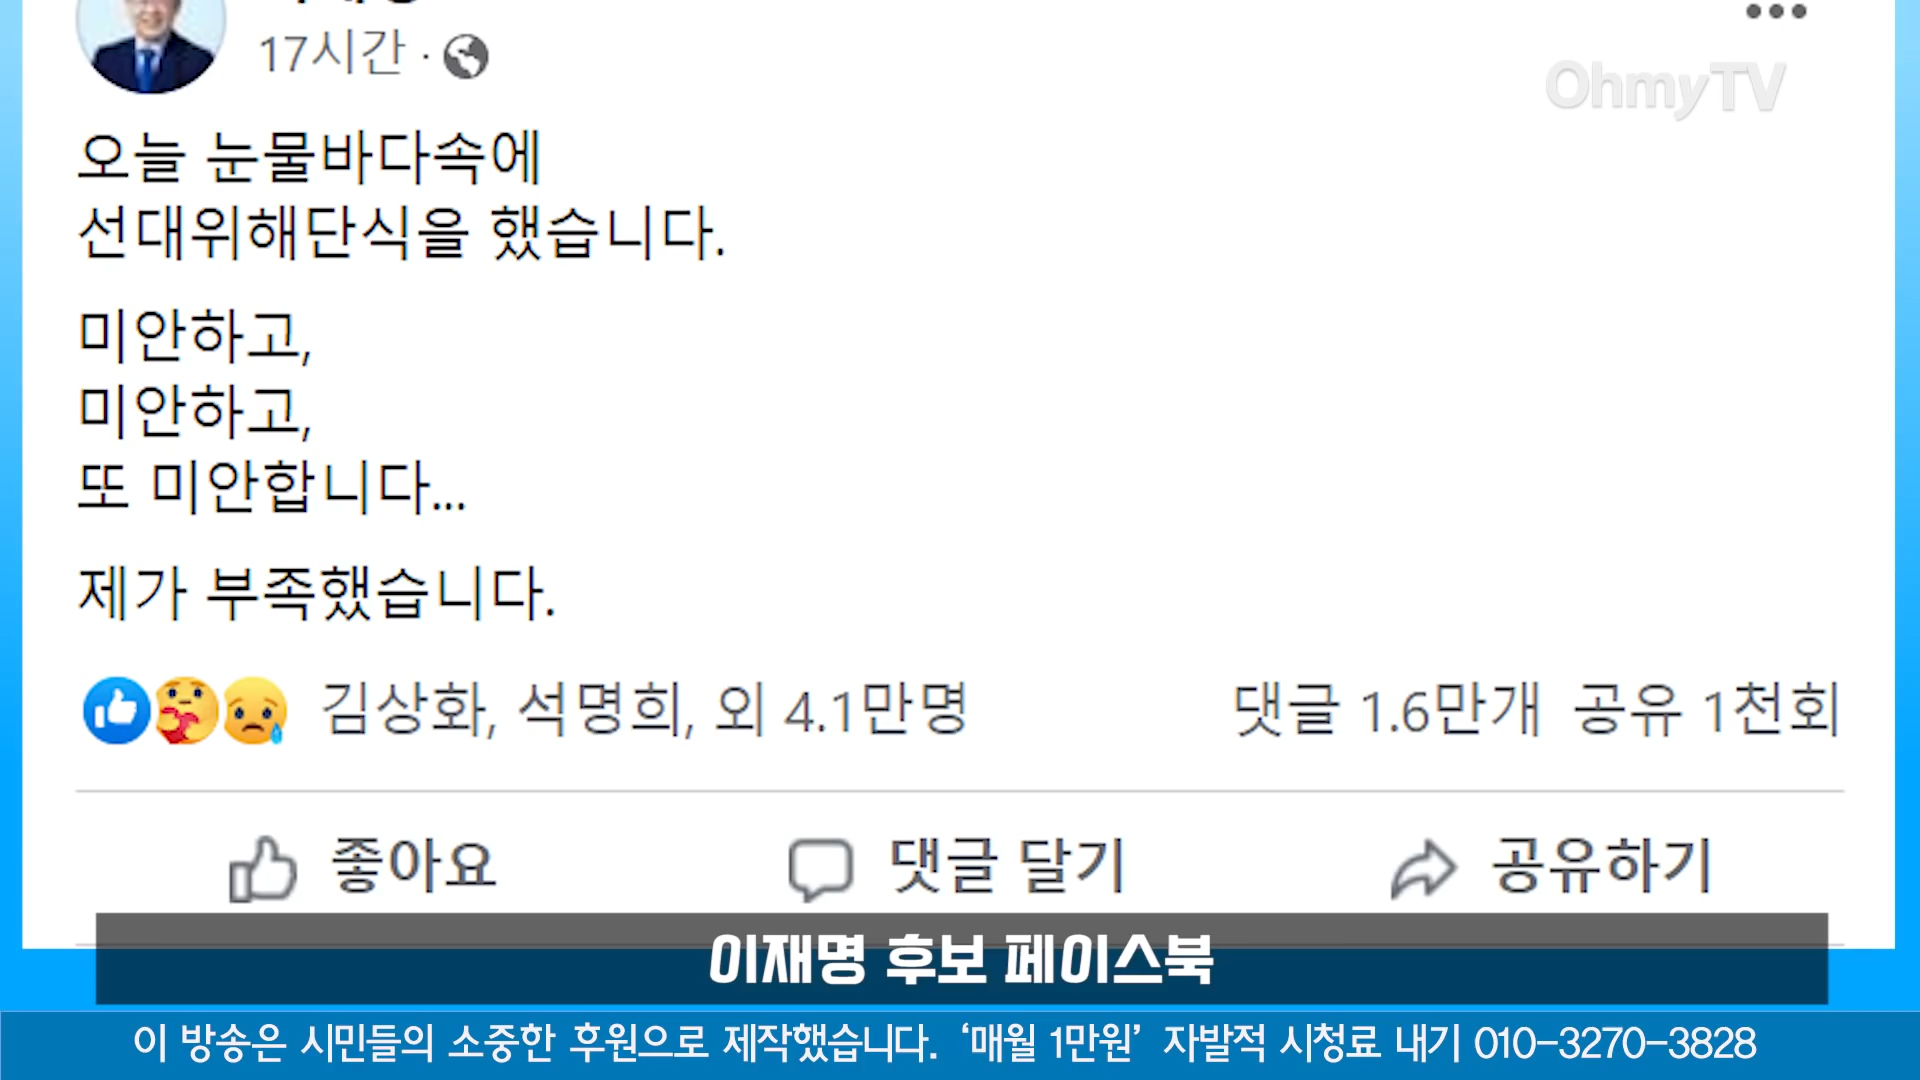 17시간 ·
OhmyTV
오늘 눈물바다속에
선대위해단식을 했습니다.
미안하고,
미안하고,
또 미안합니다...
제가 부족했습니다.
김상화, 석명희, 외 4.1만명 댓글 1.6만개 공유 1천회
좋아요 댓글 달기 공유하기
이재명 후보 페이스북
이 방송은 시민들의 소중한 후원으로 제작했습니다. ‘매월 1만원’ 자발적 시청료 내기 010-3270-3828